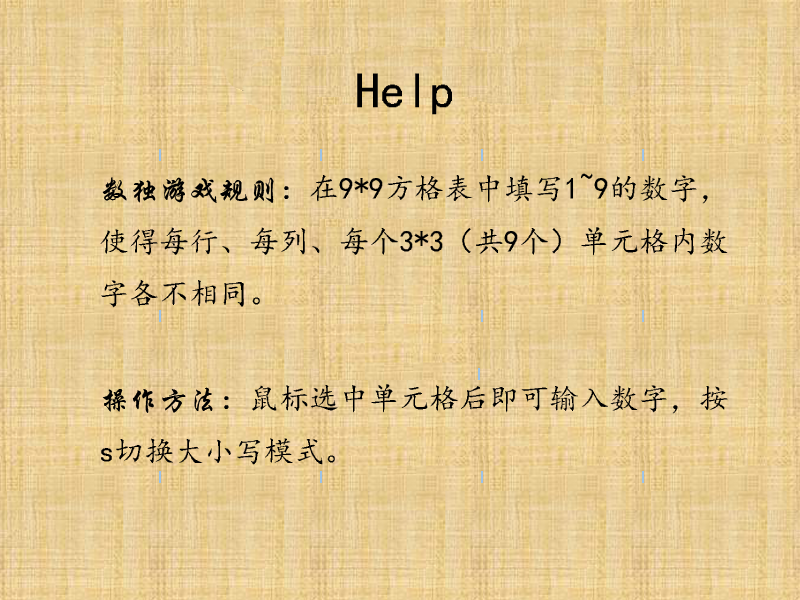 Help
数独游戏规则：在9*9方格表中填写1~9的数字，
使得每行、每列、每个3*3（共9个）单元格内数
字各不相同。
操作方法：鼠标选中单元格后即可输入数字，按
s切换大小写模式。